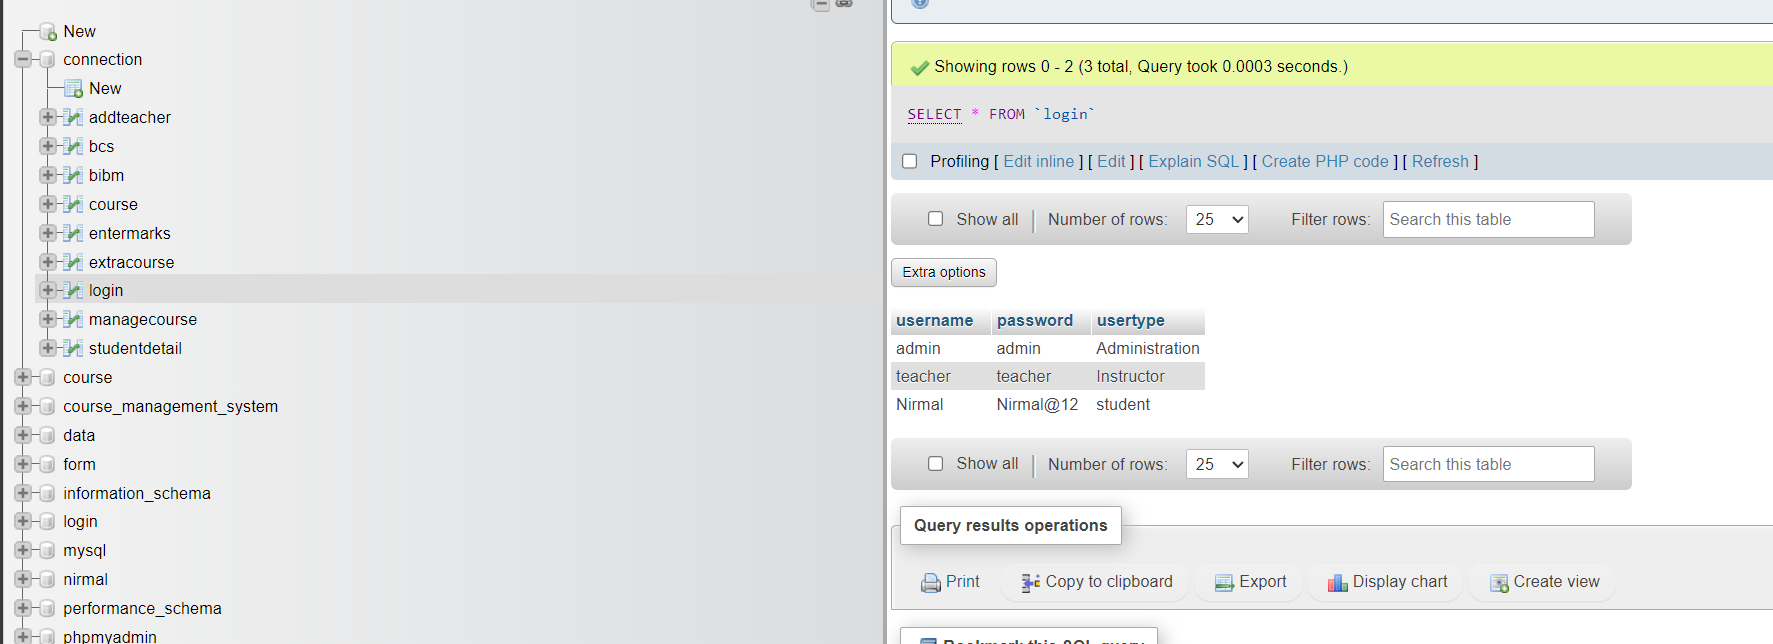 New
connection
New
addteacher
bcs
bibm
course
entermarks
extracourse
login
managecourse
studentdetail
course
course_management_system
data
form
information_schema
login
mysql
nirmal
performance_schema
phpmyadmin
Showing rows 0 - 2 (3 total, Query took 0.0003 seconds.)
SELECT * FROM `login`
Profiling [ Edit inline ] [ Edit ] [ Explain SQL ] [ Create PHP code ] [ Refresh ]
Show all Number of rows: 25 Filter rows: Search this table
Extra options
username password usertype
admin admin Administration
teacher teacher Instructor
Nirmal Nirmal@12 student
Show all Number of rows: 25 Filter rows: Search this table
Query results operations
Print Copy to clipboard Export Display chart Create view
Bookmark this SQL query